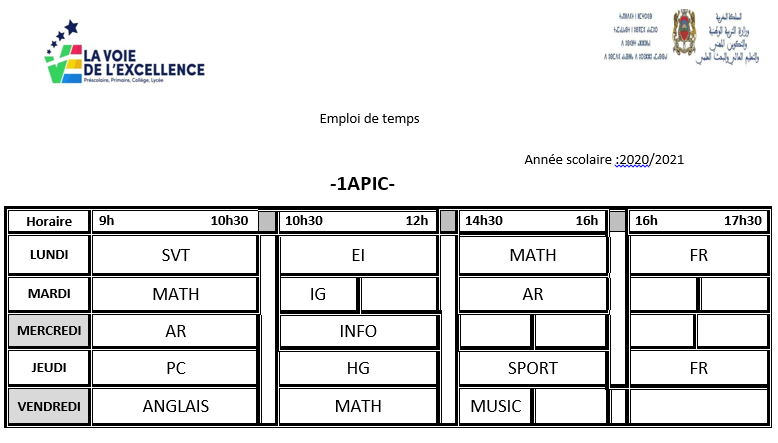 LA VOIE
DE L'EXCELLENCE
Préscolaire, Primaire, Collège, Lycée
المملكة المغربية
وزارة التربية الوطنية
والتكوين المهني
والتعليم العالي والبحث العلمي
Emploi de temps
Année scolaire :2020/2021
-1APIC-
Horaire 9h 10h30 10h30 12h 14h30 16h 16h 17h30
LUNDI SVT EI MATH FR
MARDI MATH IG AR
MERCREDI AR INFO
JEUDI PC HG SPORT FR
VENDREDI ANGLAIS MATH MUSIC